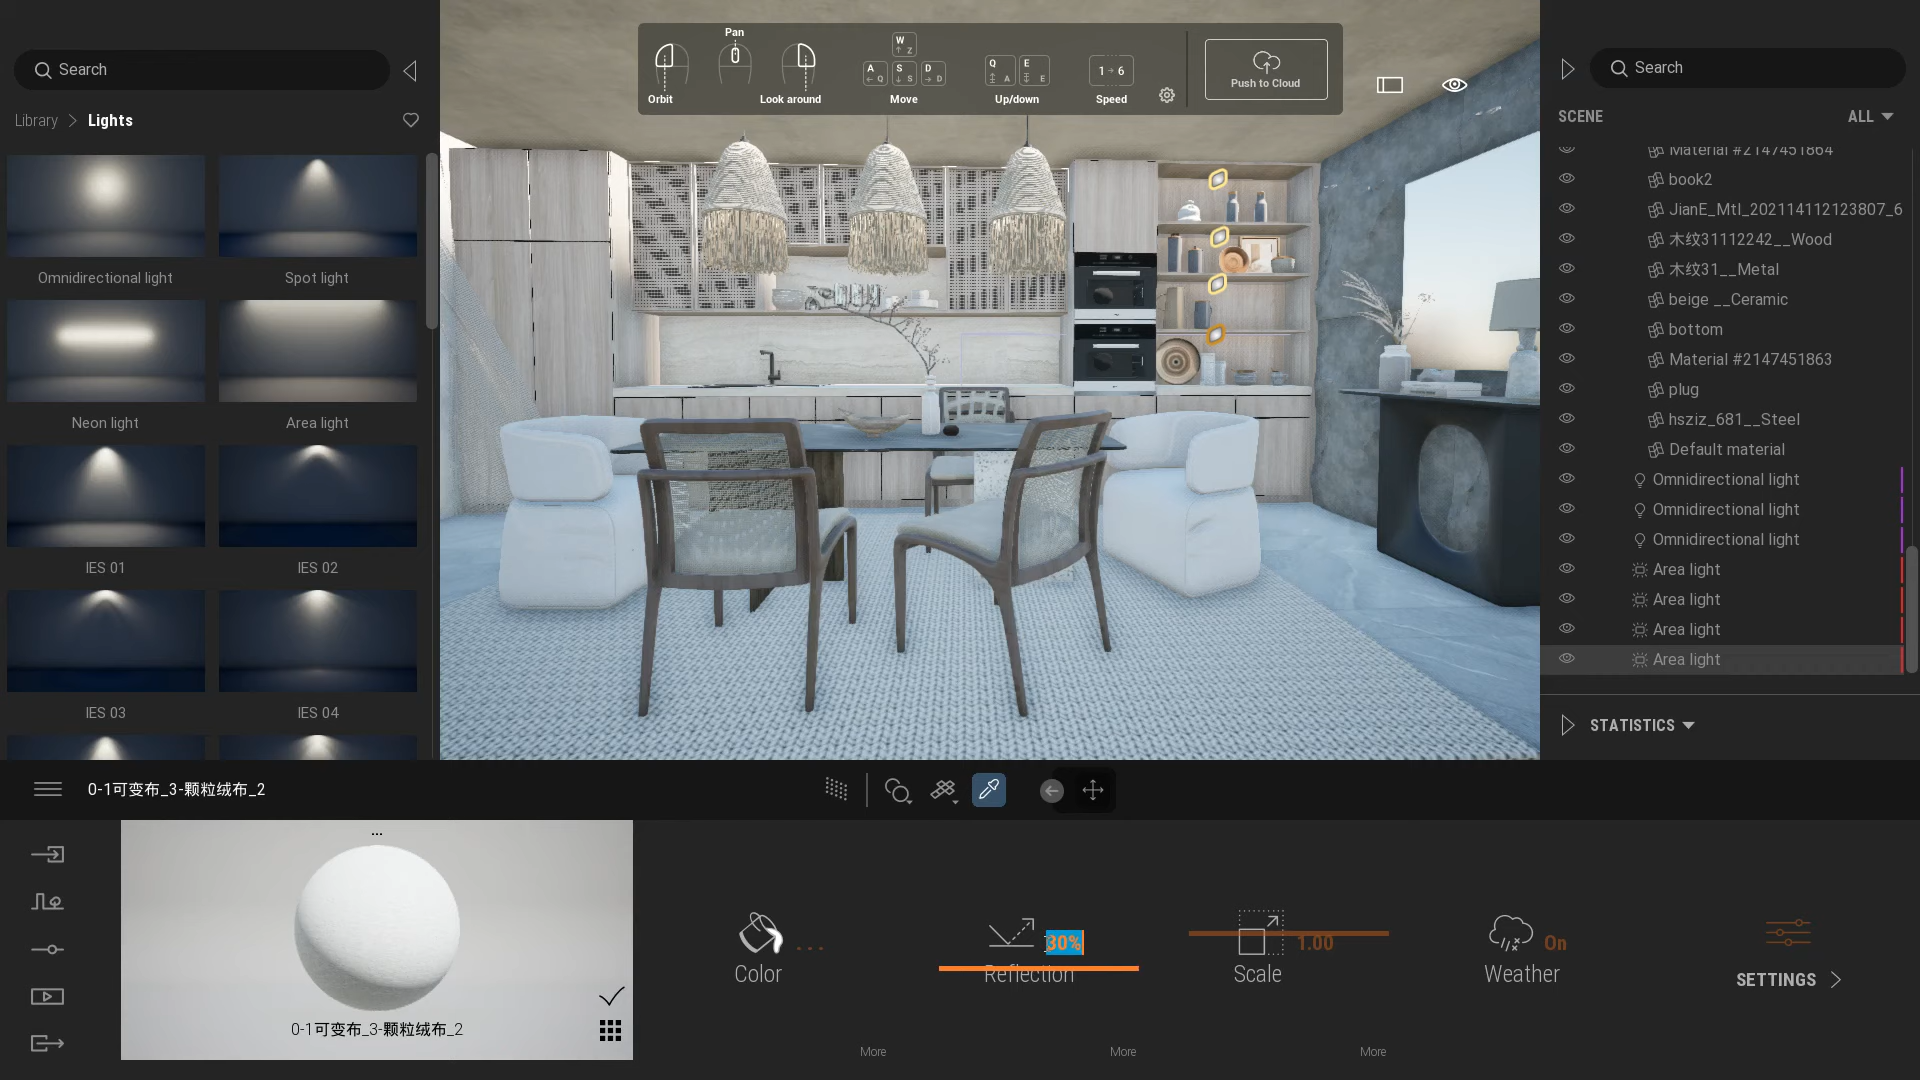 Search
Library
Lights
Omnidirectional light
Spot light
Neon light
Area light
IES 01
IES 02
IES 03
IES 04
Pan
Orbit
Look around
W
↑ Z
A
← Q
S
↓ S
D
→ D
Move
Q
A
E
E
Up/down
1 → 6
Speed
Push to Cloud
Search
SCENE
ALL
Material #2147451864
book2
JianE_Mtl_202114112123807_6
木纹31112242__Wood
木纹31__Metal
beige __Ceramic
bottom
Material #2147451863
plug
hsziz_681__Steel
Default material
Omnidirectional light
Omnidirectional light
Omnidirectional light
Area light
Area light
Area light
Area light
STATISTICS
0-1可变布_3-颗粒绒布_2
...
0-1可变布_3-颗粒绒布_2
Color
...
More
Reflection
30%
More
Scale
1.00
More
Weather
On
SETTINGS